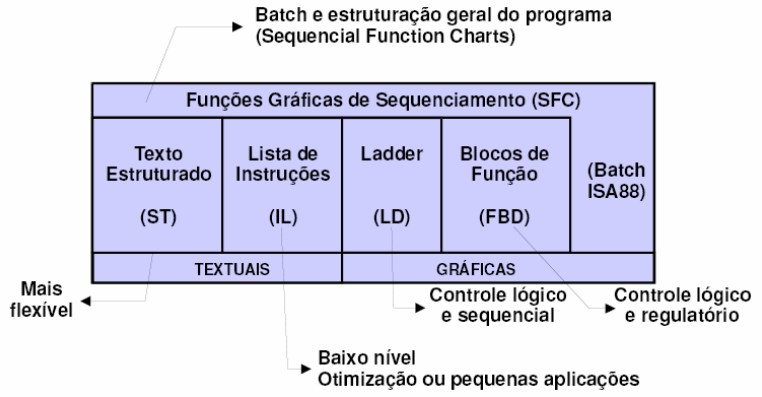 Batch e estruturação geral do programa
(Sequencial Function Charts)
Funções Gráficas de Sequenciamento (SFC)
Texto
Estruturado
(ST)
Lista de
Instruções
(IL)
Ladder
(LD)
Blocos de
Função
(FBD)
(Batch
ISA88)
TEXTUAIS
GRÁFICAS
Mais
flexível
Controle lógico
e sequencial
Controle lógico
e regulatório
Baixo nível
Otimização ou pequenas aplicações